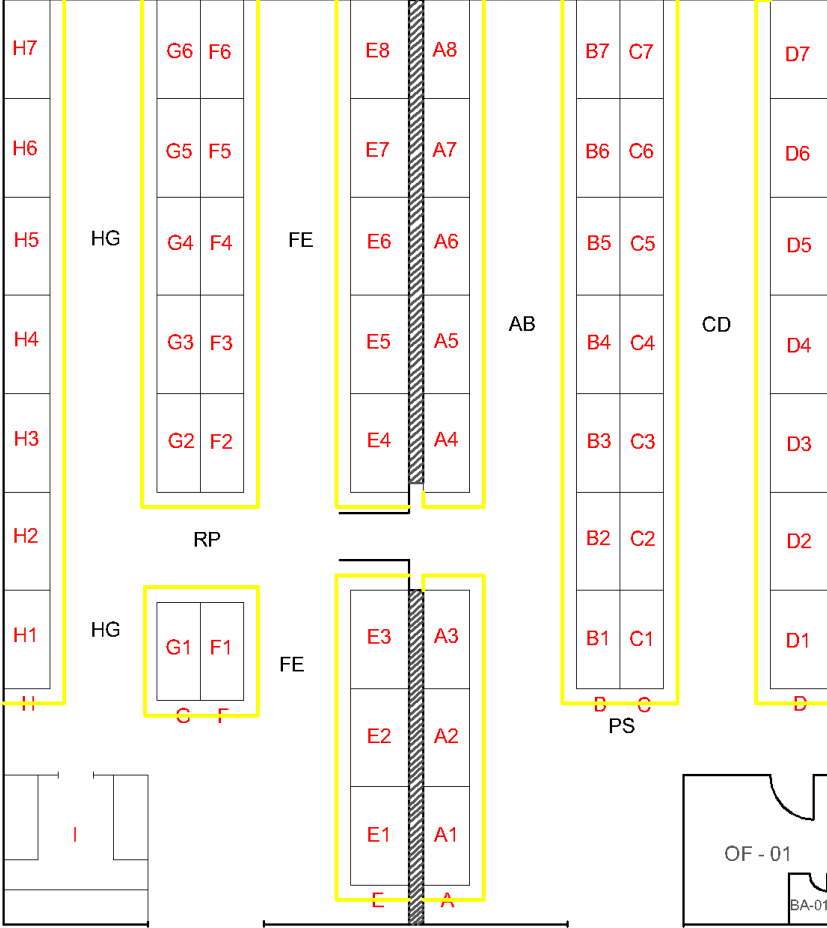 H7 G6 F6 E8 A8 B7 C7 D7
H6 G5 F5 E7 A7 B6 C6 D6
H5 HG G4 F4 FE E6 A6 B5 C5 D5
AB CD
H4 G3 F3 E5 A5 B4 C4 D4
H3 G2 F2 E4 A4 B3 C3 D3
H2 RP B2 C2 D2
H1 HG G1 F1 E3 A3 B1 C1 D1
FE
H B C D
G F PS
E2 A2
I E1 A1
OF - 01
E A BA-01